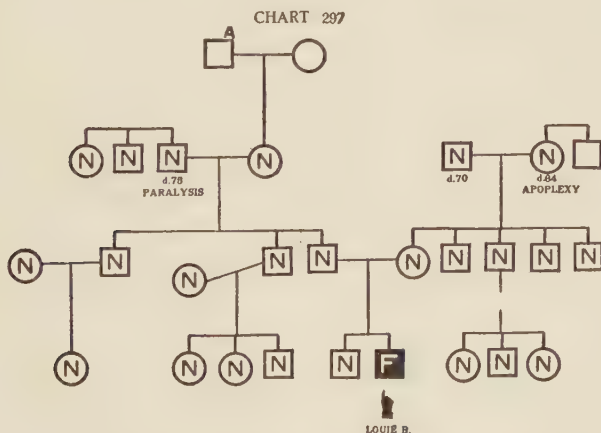 CHART 297
A
N N N N N N
d.78 d.70 d.84
PARALYSIS APOPLEXY
N N N N N N N N N N
N N N N N F N N N
LOUIE B.